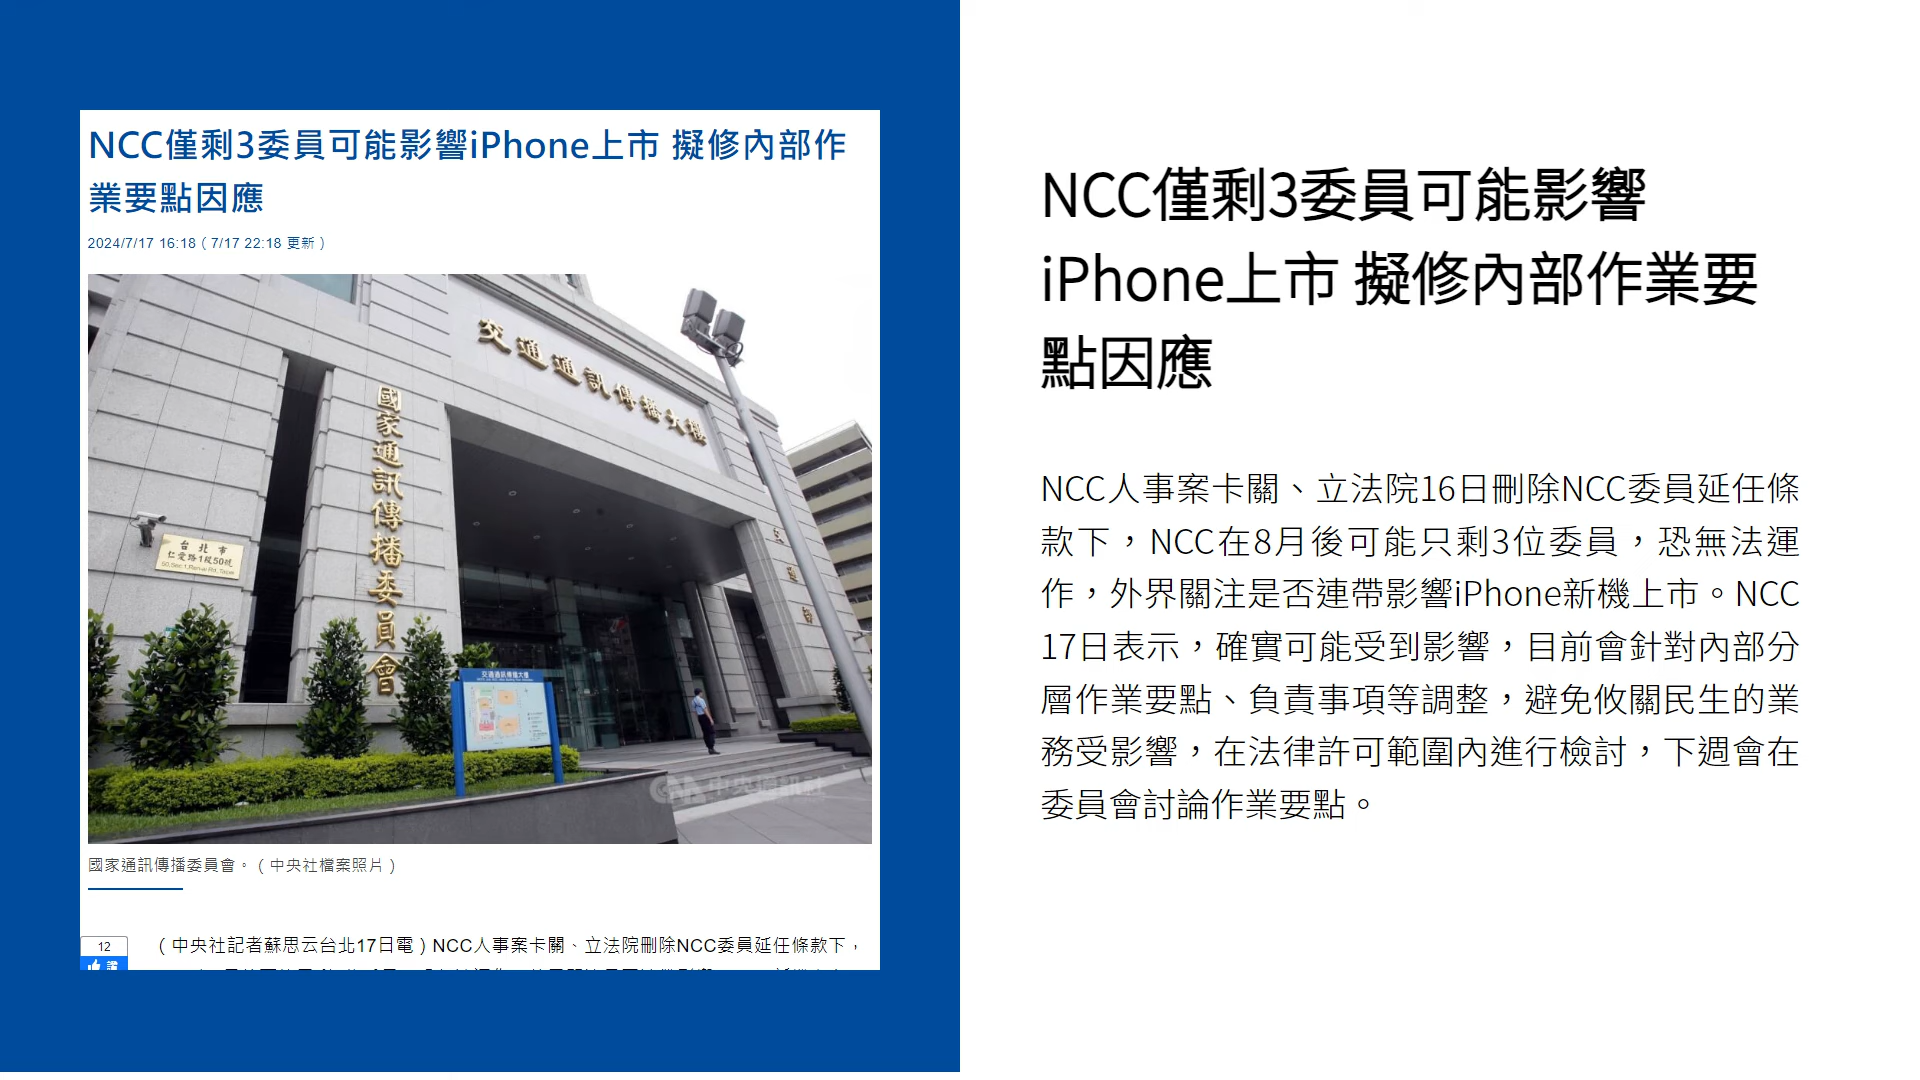 NCC僅剩3委員可能影響iPhone上市 擬修內部作
業要點因應
2024/7/17 16:18（7/17 22:18 更新）
交通通訊傳播大樓
國家通訊傳播委員會
台北市
仁愛路1段50號
50,Sec.1,Ren-ai Rd.,Taipei
交通通訊傳播大樓
中央通訊社
國家通訊傳播委員會。（中央社檔案照片）
12
讚
（中央社記者蘇思云台北17日電）NCC人事案卡關、立法院刪除NCC委員延任條款下，
NCC僅剩3委員可能影響
iPhone上市 擬修內部作業要
點因應
NCC人事案卡關、立法院16日刪除NCC委員延任條
款下，NCC在8月後可能只剩3位委員，恐無法運
作，外界關注是否連帶影響iPhone新機上市。NCC
17日表示，確實可能受到影響，目前會針對內部分
層作業要點、負責事項等調整，避免攸關民生的業
務受影響，在法律許可範圍內進行檢討，下週會在
委員會討論作業要點。